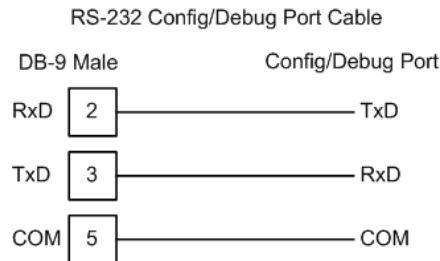 RS-232 Config/Debug Port Cable
DB-9 Male Config/Debug Port
RxD 2 TxD
TxD 3 RxD
COM 5 COM